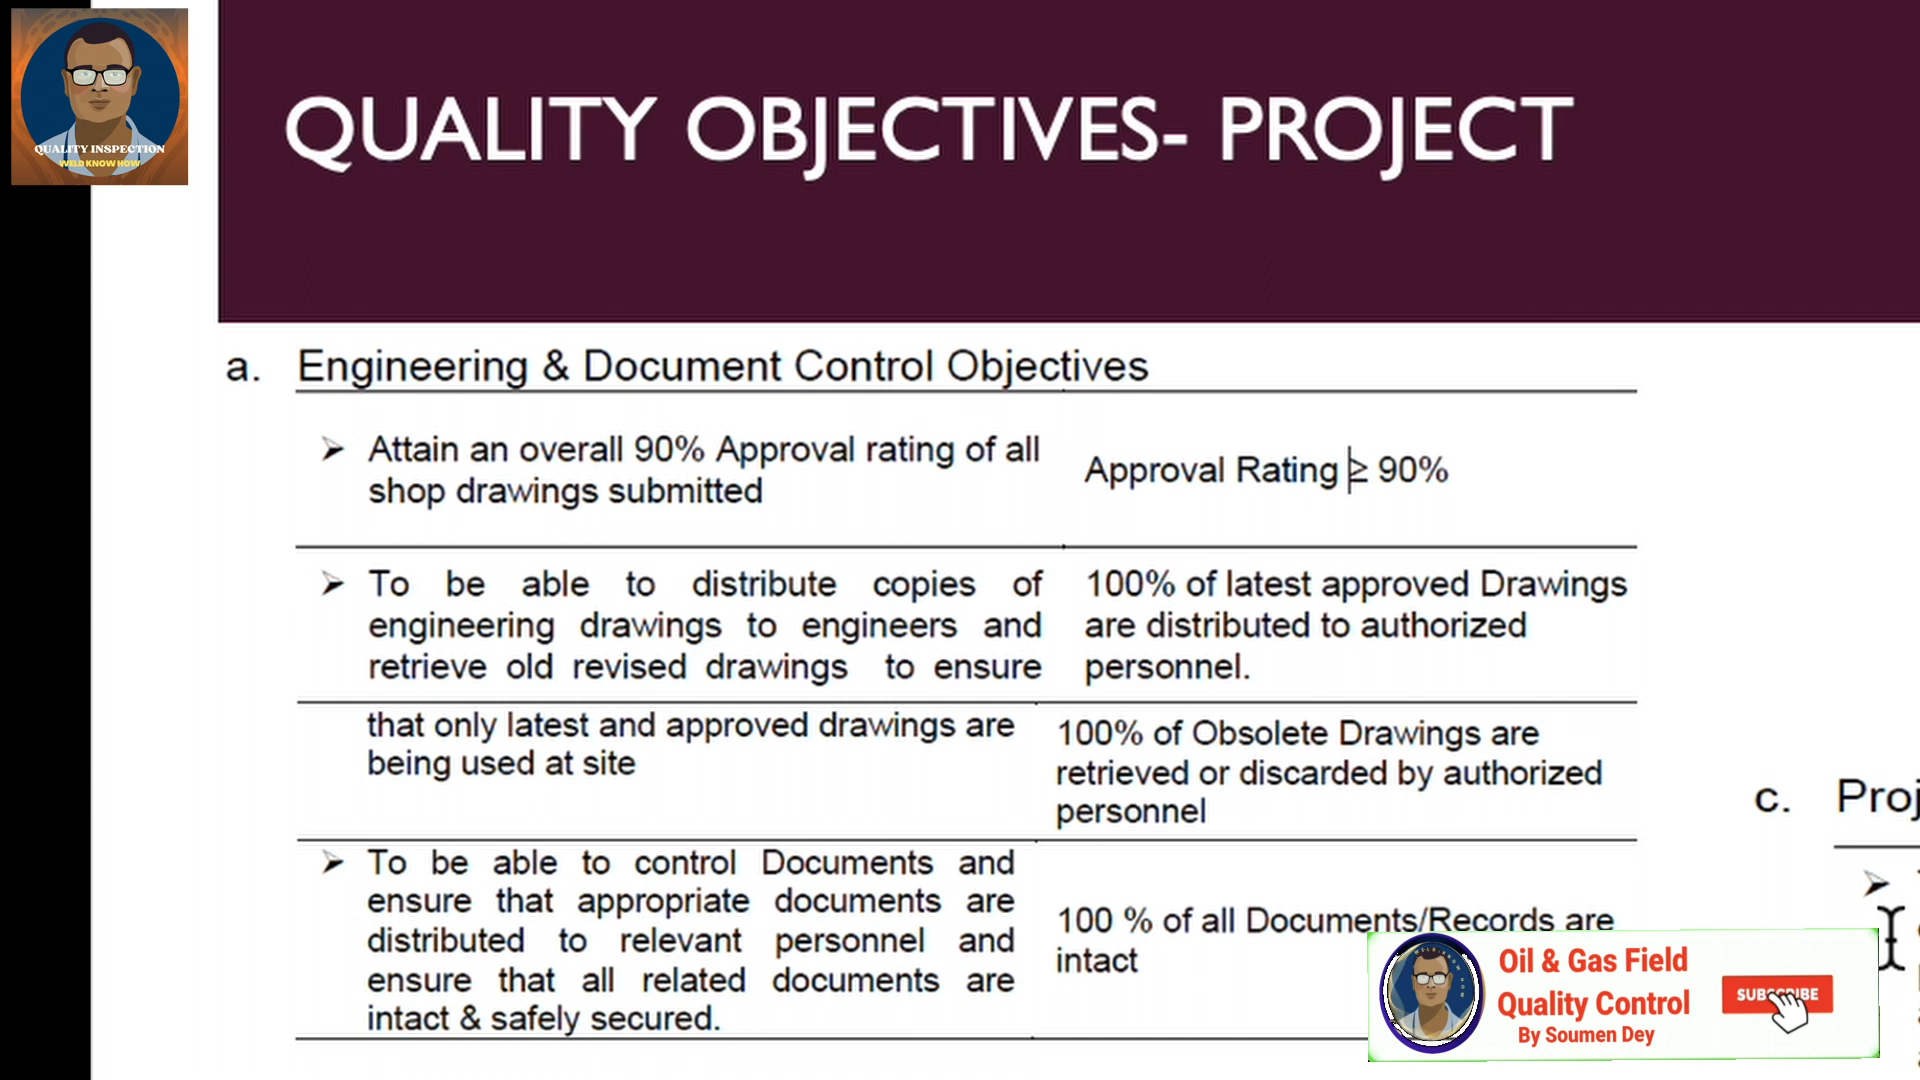 QUALITY INSPECTION
WELD KNOW HOW
QUALITY OBJECTIVES- PROJECT
a. Engineering & Document Control Objectives
➢ Attain an overall 90% Approval rating of all
shop drawings submitted
Approval Rating ≥ 90%
➢ To be able to distribute copies of
engineering drawings to engineers and
retrieve old revised drawings to ensure
100% of latest approved Drawings
are distributed to authorized
personnel.
that only latest and approved drawings are
being used at site
100% of Obsolete Drawings are
retrieved or discarded by authorized
personnel
➢ To be able to control Documents and
ensure that appropriate documents are
distributed to relevant personnel and
ensure that all related documents are
intact & safely secured.
100 % of all Documents/Records are
intact
c. Proj
Oil & Gas Field
Quality Control
By Soumen Dey
SUBSCRIBE